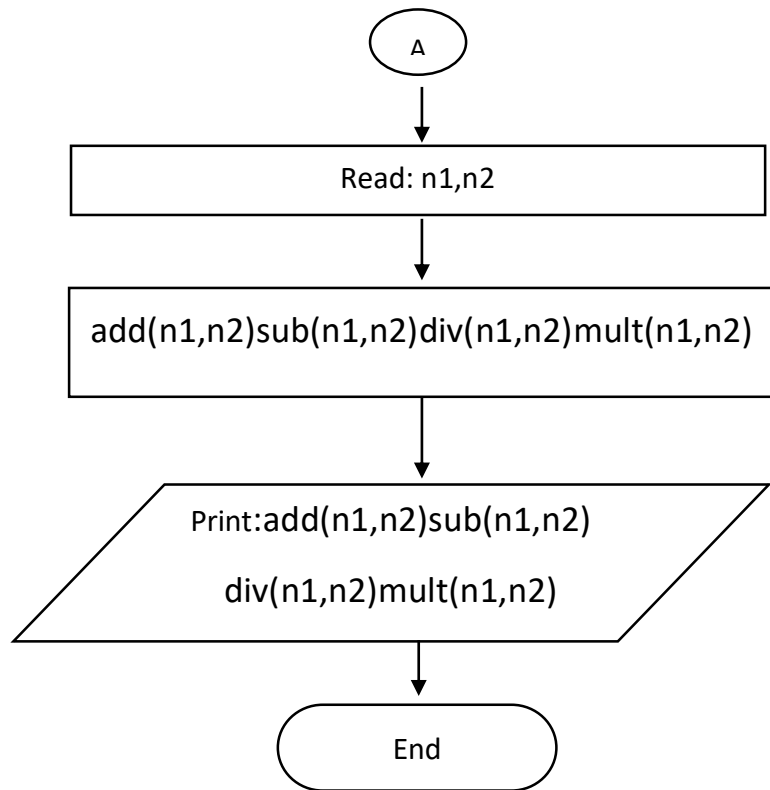 A
Read: n1,n2
add(n1,n2)sub(n1,n2)div(n1,n2)mult(n1,n2)
Print:add(n1,n2)sub(n1,n2)
div(n1,n2)mult(n1,n2)
End